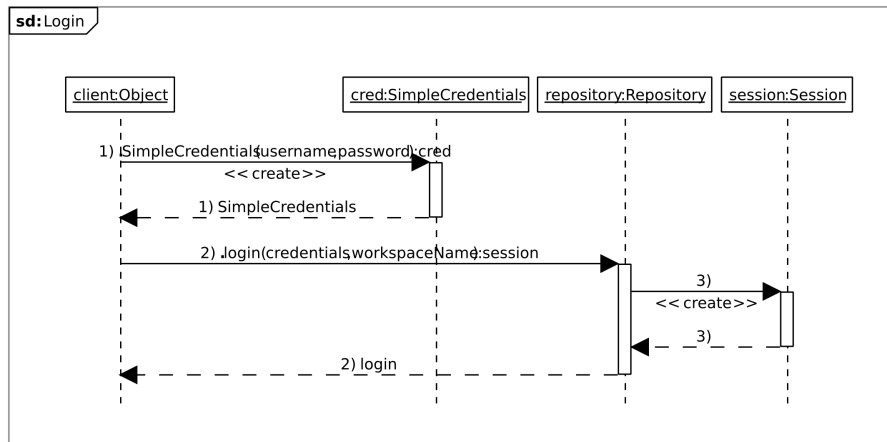 sd: Login
client:Object
cred:SimpleCredentials
repository:Repository
session:Session
1) .SimpleCredentials(username,password):cred
<<create>>
1) SimpleCredentials
2) .login(credentials,workspaceName):session
3)
<<create>>
3)
2) login